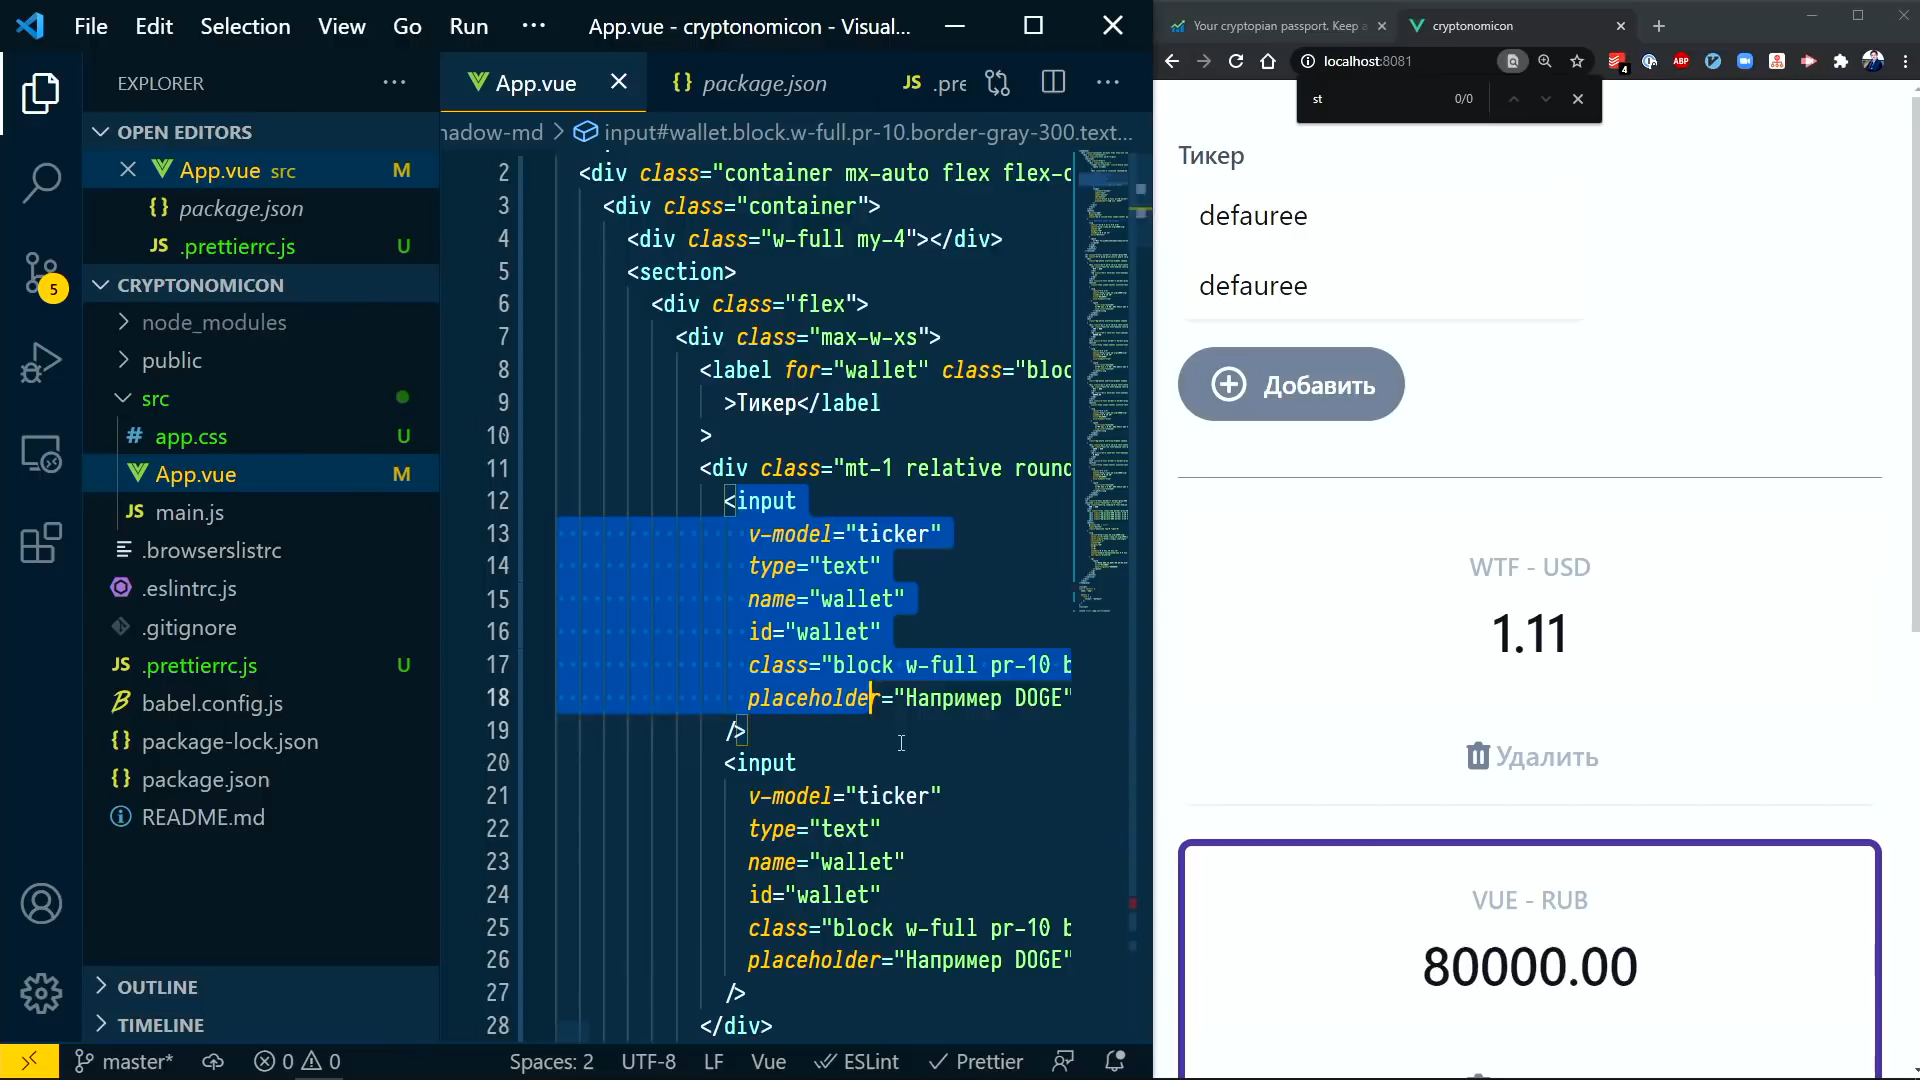 File Edit Selection View Go Run ··· App.vue - cryptonomicon - Visual...
EXPLORER
OPEN EDITORS
App.vue src M
package.json
.prettierrc.js U
CRYPTONOMICON
node_modules
public
src
app.css U
App.vue M
main.js
.browserslistrc
.eslintrc.js
.gitignore
.prettierrc.js U
babel.config.js
package-lock.json
package.json
README.md
OUTLINE
TIMELINE
5
App.vue package.json JS .pre
hadow-md > input#wallet.block.w-full.pr-10.border-gray-300.text...
2 <div class="container mx-auto flex flex-c
3 <div class="container">
4 <div class="w-full my-4"></div>
5 <section>
6 <div class="flex">
7 <div class="max-w-xs">
8 <label for="wallet" class="bloc
9 >Тикер</label
10 >
11 <div class="mt-1 relative roun
12 <input
13 v-model="ticker"
14 type="text"
15 name="wallet"
16 id="wallet"
17 class="block w-full pr-10 b
18 placeholder="Например DOGE"
19 />
20 <input
21 v-model="ticker"
22 type="text"
23 name="wallet"
24 id="wallet"
25 class="block w-full pr-10 b
26 placeholder="Например DOGE"
27 />
28 </div>
master* 0 0 Spaces: 2 UTF-8 LF Vue ESLint Prettier
Your cryptopian passport. Keep a cryptonomicon
localhost:8081 4 ABP
st 0/0
Тикер
defauree
defauree
Добавить
WTF - USD
1.11
Удалить
VUE - RUB
80000.00